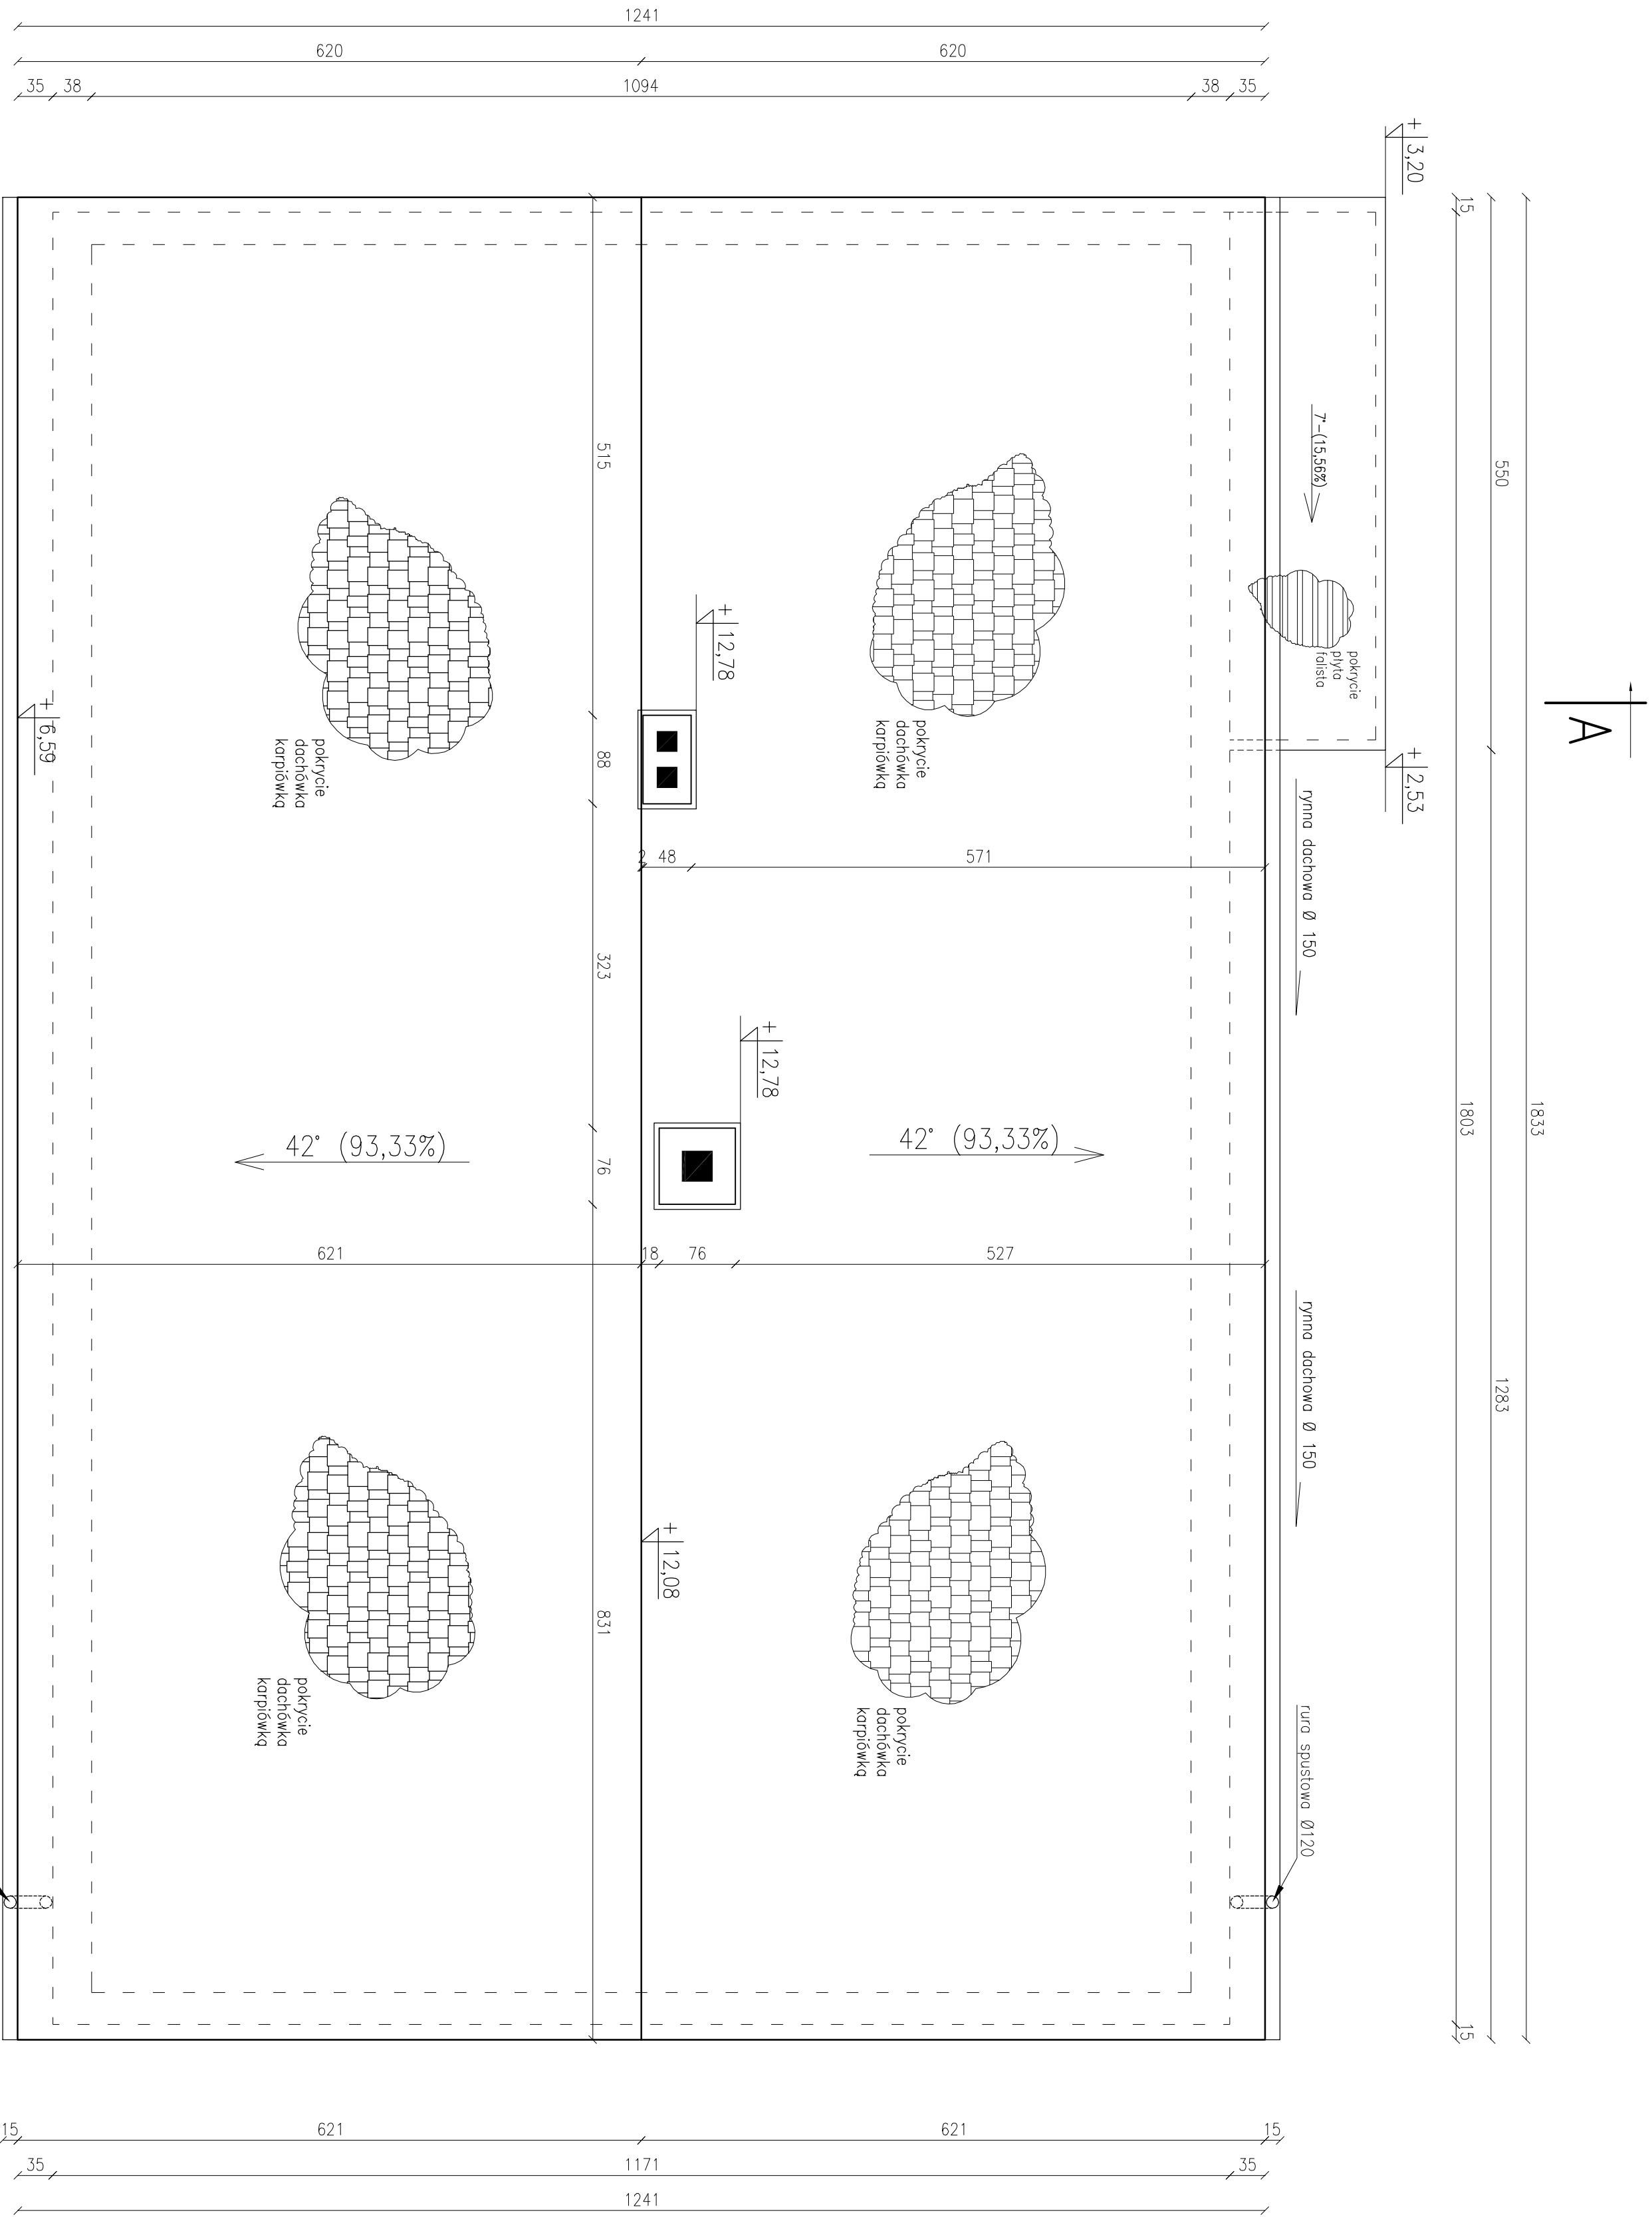 1241
620
620
35
38
1094
38
35
+ 3,20
15
1803
15
550
1283
1833
7°-(15,56%)
pokrycie
płyta
falista
A
+ 2,53
rynna dachowa Ø 150
rynna dachowa Ø 150
rura spustowa Ø120
515
88
323
76
831
+ 12,78
pokrycie
dachówka
karpiówką
pokrycie
dachówka
karpiówką
+ 6,59
2
48
571
+ 12,78
42° (93,33%)
42° (93,33%)
621
18
76
527
+ 12,08
pokrycie
dachówka
karpiówką
pokrycie
dachówka
karpiówką
15
621
621
15
35
1171
35
1241